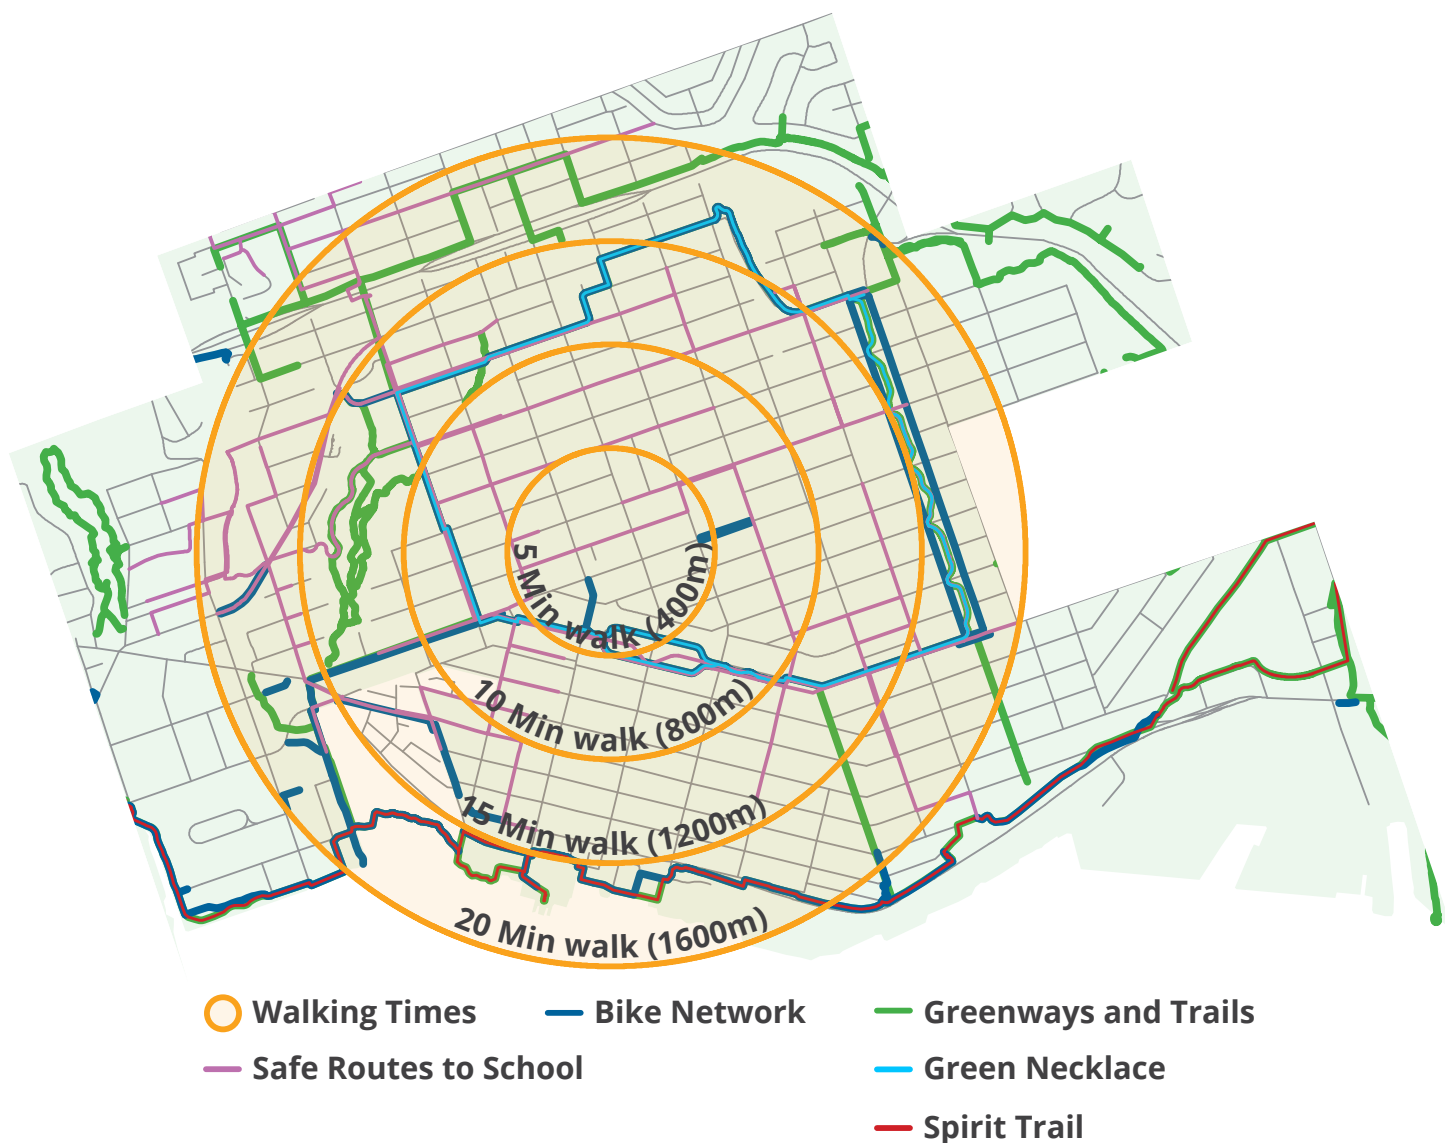 5 Min walk (400m)
10 Min walk (800m)
15 Min walk (1200m)
20 Min walk (1600m)
Walking Times
Bike Network
Greenways and Trails
Safe Routes to School
Green Necklace
Spirit Trail